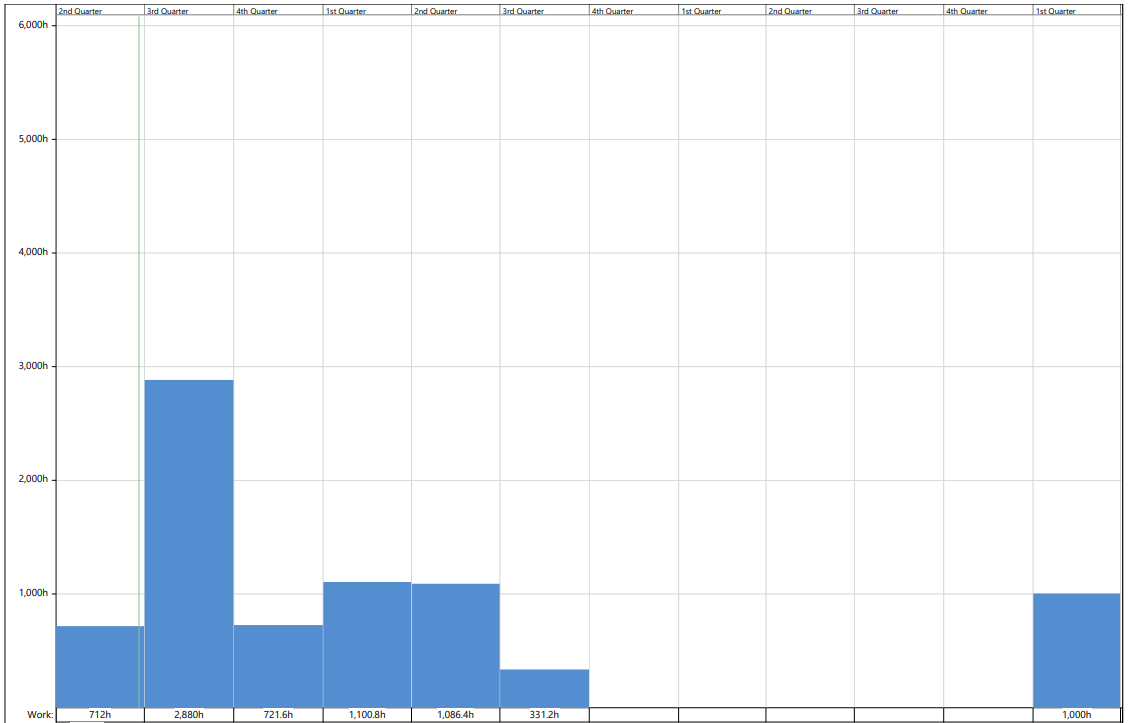 2nd Quarter 3rd Quarter 4th Quarter 1st Quarter 2nd Quarter 3rd Quarter 4th Quarter 1st Quarter 2nd Quarter 3rd Quarter 4th Quarter 1st Quarter
6,000h
5,000h
4,000h
3,000h
2,000h
1,000h
Work: 712h 2,880h 721.6h 1,100.8h 1,086.4h 331.2h 1,000h